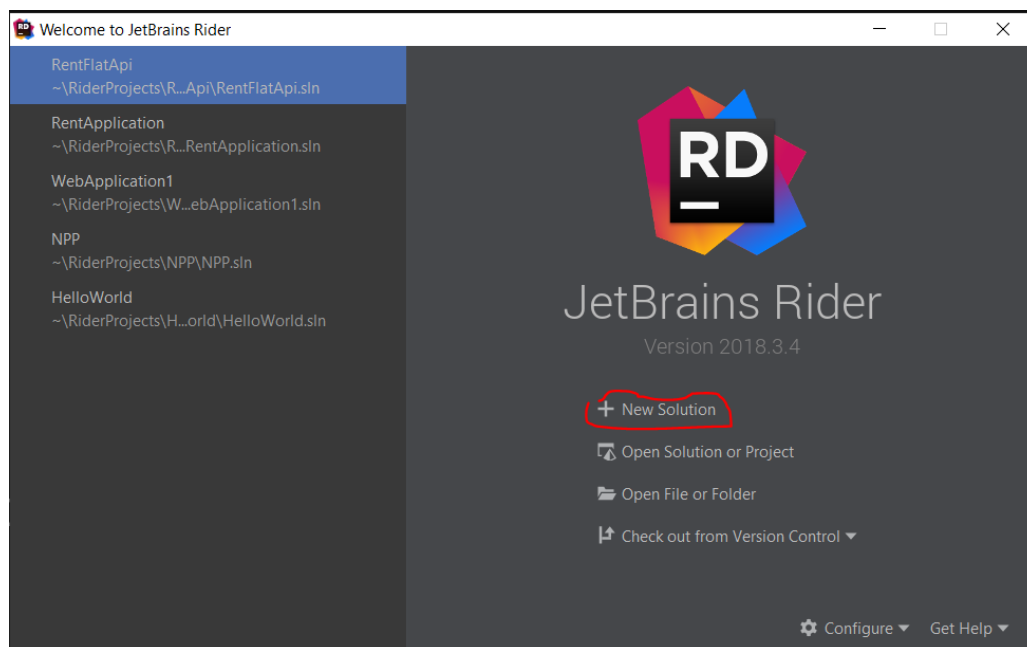 Welcome to JetBrains Rider
RentFlatApi
~\RiderProjects\R...Api\RentFlatApi.sln
RentApplication
~\RiderProjects\R...RentApplication.sln
WebApplication1
~\RiderProjects\W...ebApplication1.sln
NPP
~\RiderProjects\NPP\NPP.sln
HelloWorld
~\RiderProjects\H...orld\HelloWorld.sln
RD
JetBrains Rider
Version 2018.3.4
New Solution
Open Solution or Project
Open File or Folder
Check out from Version Control
Configure
Get Help